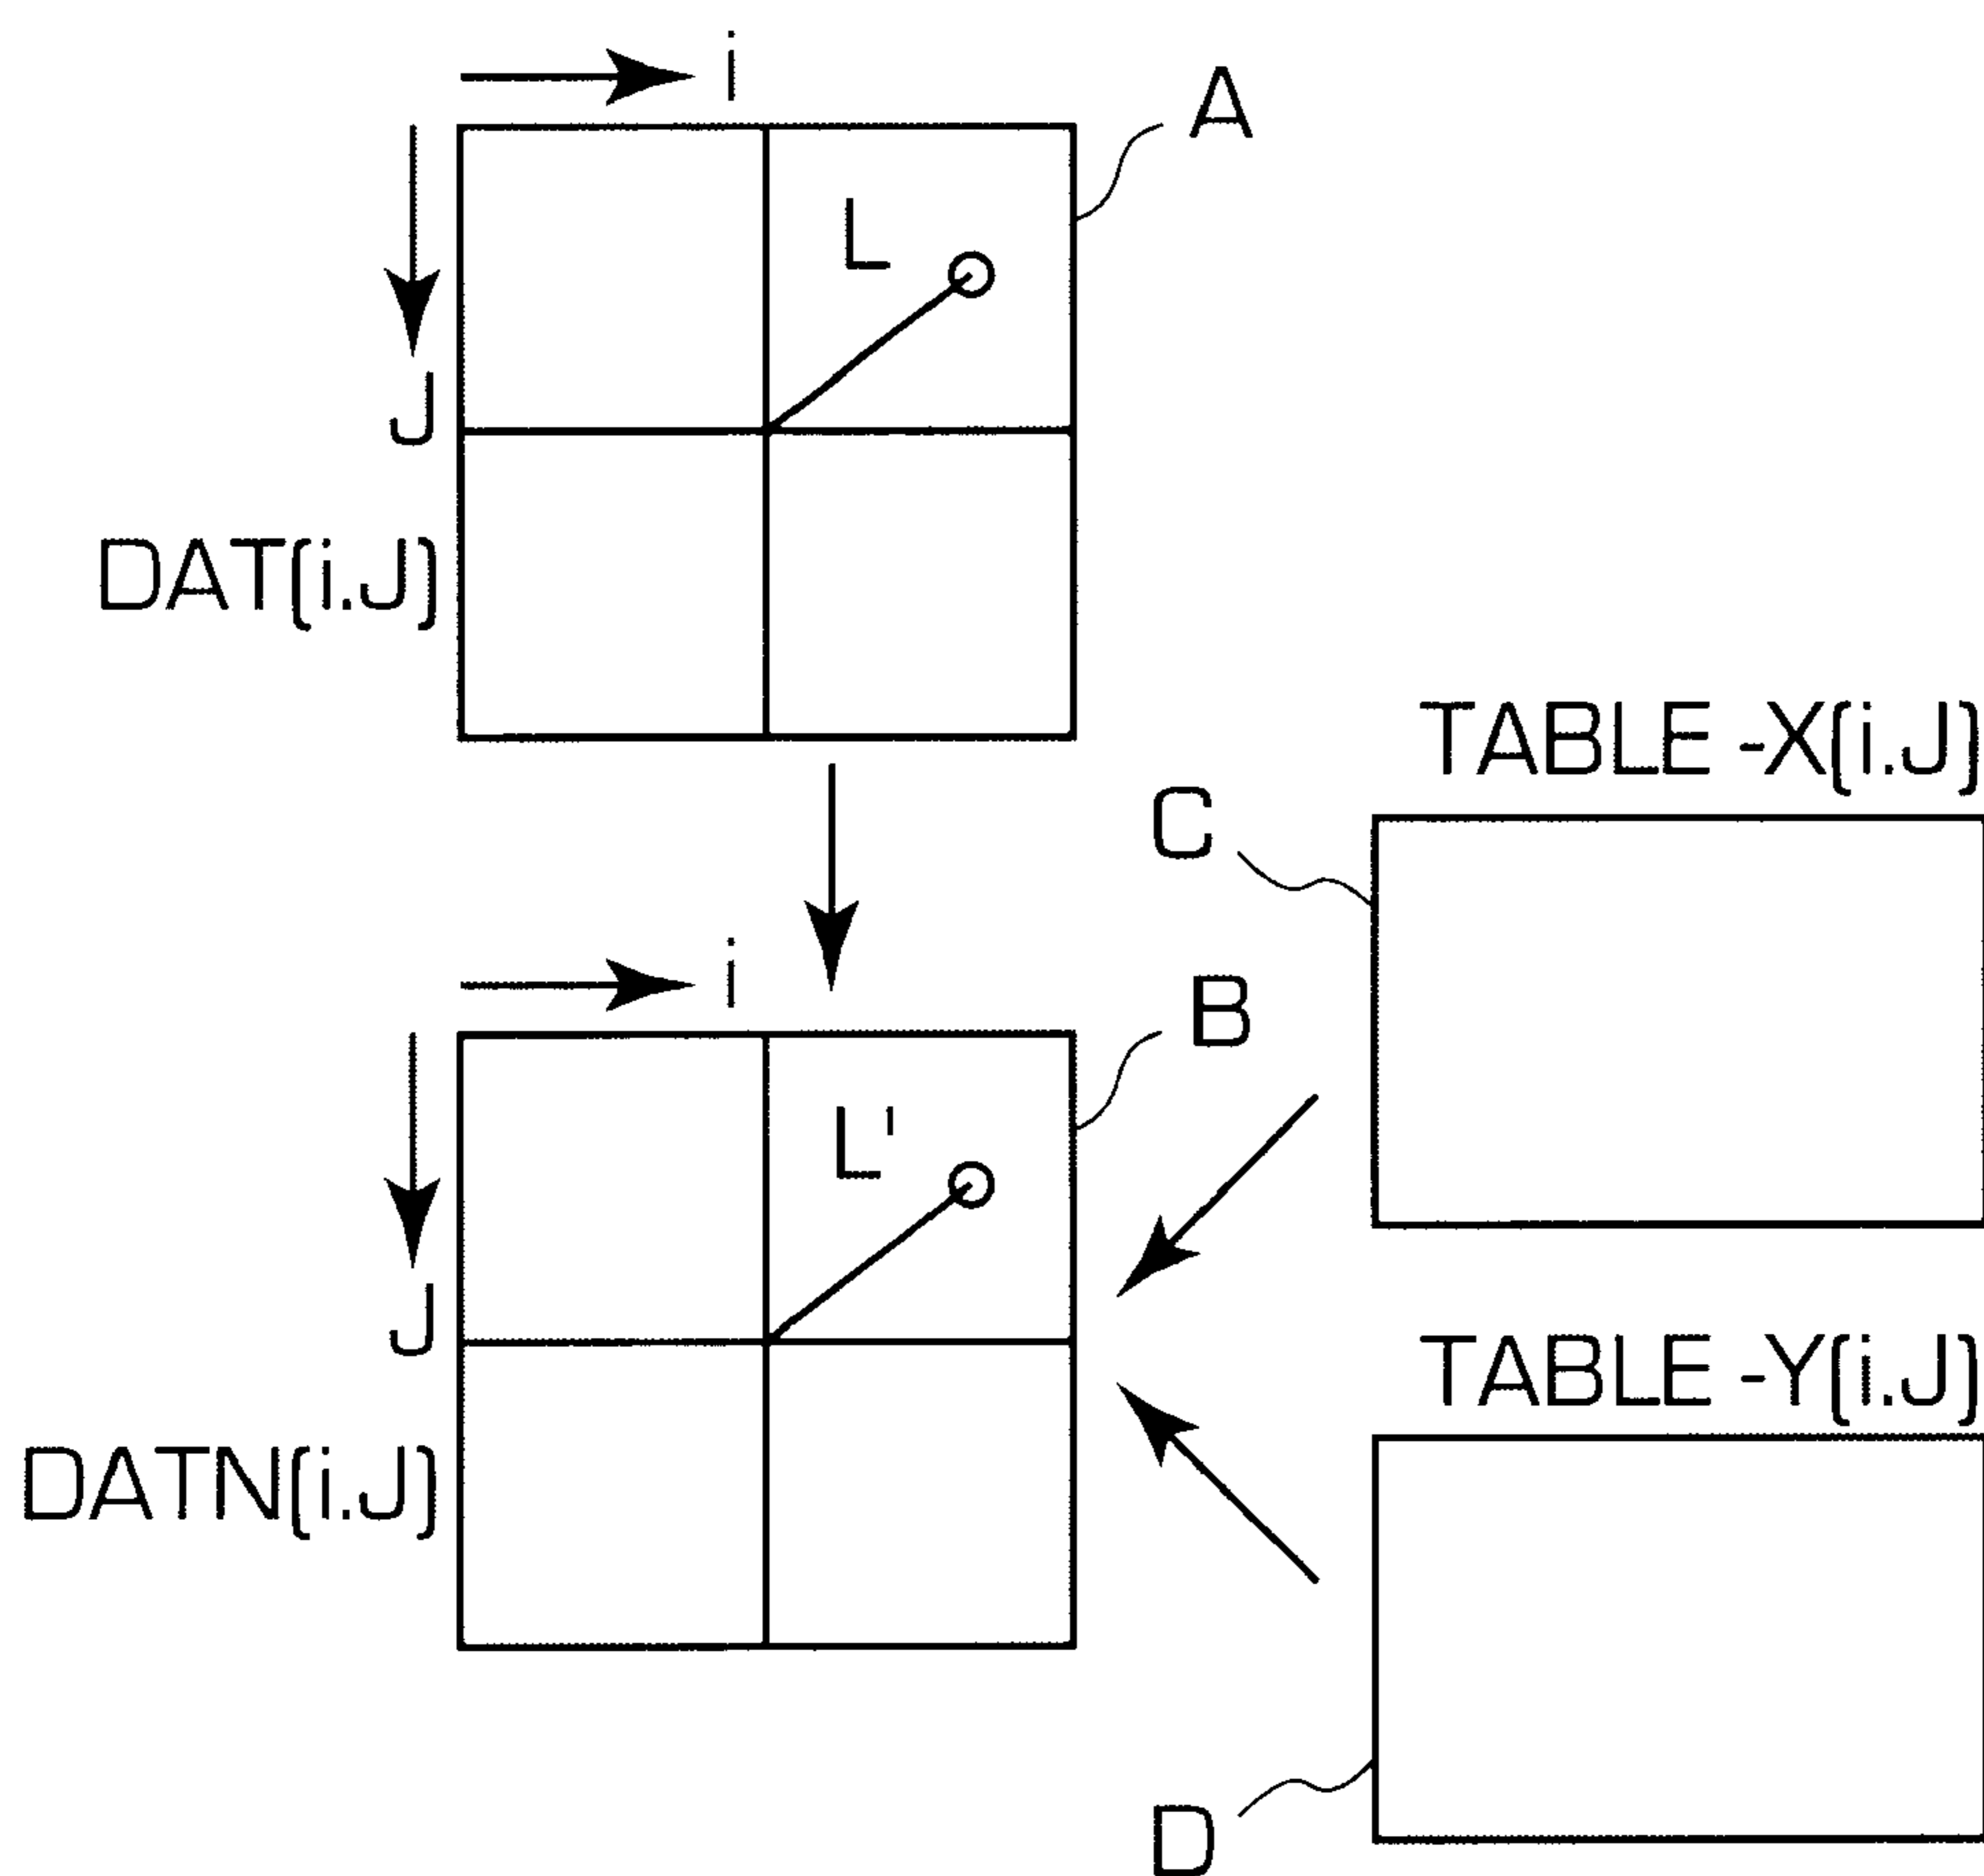 i
A
L
J
DAT(i.J)
TABLE -X(i.J)
C
i
B
L'
J
TABLE -Y(i.J)
DATN(i.J)
D